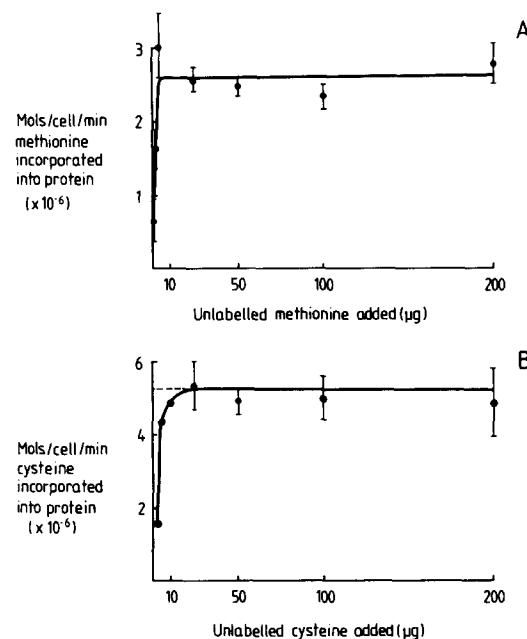 A
3
2
1
Mols/cell/min
methionine
incorporated
into protein
(x10⁻⁶)
10 50 100 200
Unlabelled methionine added (µg)
B
6
4
2
Mols/cell/min
cysteine
incorporated
into protein
(x10⁻⁶)
10 50 100 200
Unlabelled cysteine added (µg)